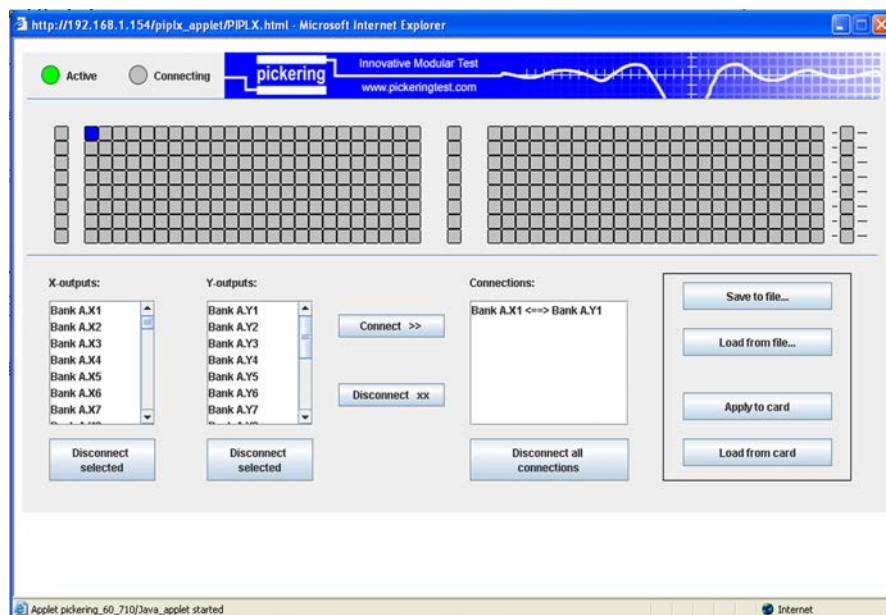 http://192.168.1.154/piplx_applet/PIPLX.html - Microsoft Internet Explorer
Active
Connecting
pickering
Innovative Modular Test
www.pickeringtest.com
X-outputs:
Bank A.X1
Bank A.X2
Bank A.X3
Bank A.X4
Bank A.X5
Bank A.X6
Bank A.X7
Disconnect
selected
Y-outputs:
Bank A.Y1
Bank A.Y2
Bank A.Y3
Bank A.Y4
Bank A.Y5
Bank A.Y6
Bank A.Y7
Disconnect
selected
Connect >>
Disconnect xx
Connections:
Bank A.X1 <==> Bank A.Y1
Disconnect all
connections
Save to file...
Load from file...
Apply to card
Load from card
Applet pickering_60_710/Java_applet started
Internet